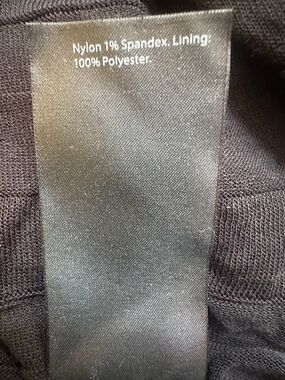 Nylon 1% Spandex. Lining:
100% Polyester.